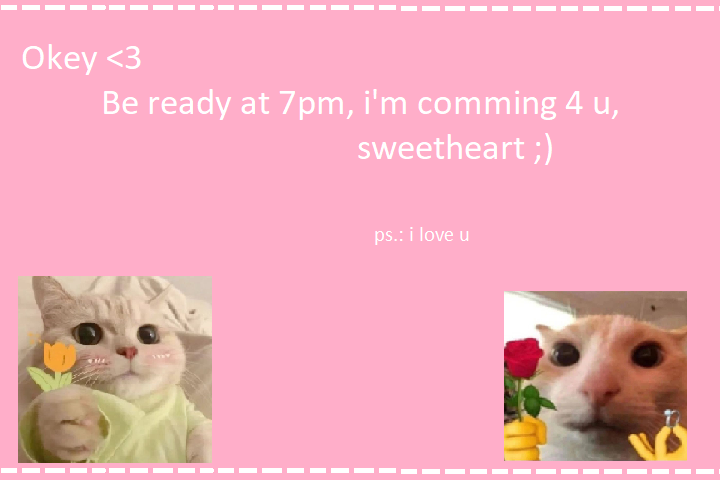 Okey <3
Be ready at 7pm, i'm comming 4 u,
sweetheart ;)
ps.: i love u